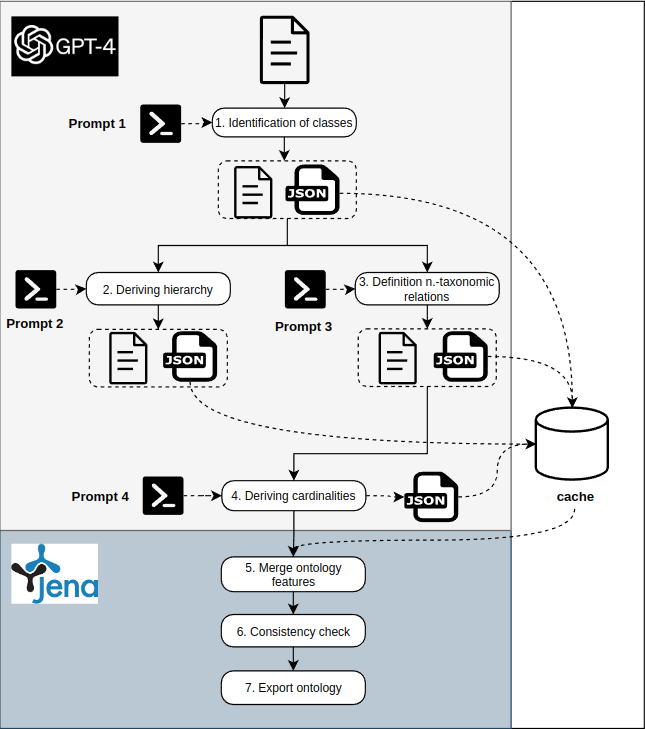 GPT-4
Prompt 1
1. Identification of classes
JSON
2. Deriving hierarchy
Prompt 2
3. Definition n.-taxonomic
relations
Prompt 3
JSON
JSON
cache
Prompt 4
4. Deriving cardinalities
JSON
Jena
5. Merge ontology
features
6. Consistency check
7. Export ontology